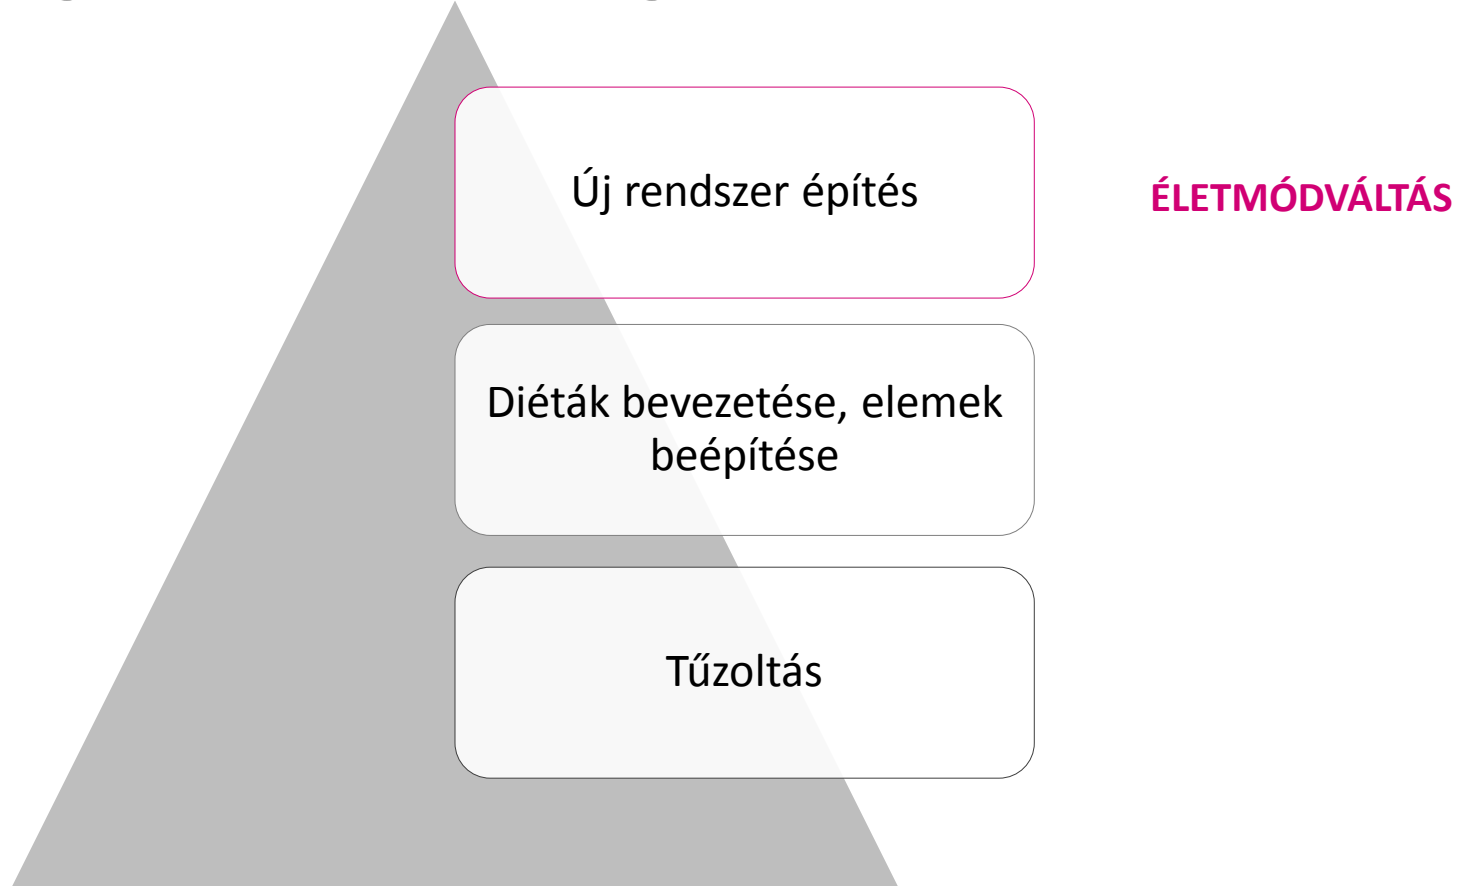 Új rendszer építés
ÉLETMÓDVÁLTÁS
Diéták bevezetése, elemek
beépítése
Tűzoltás